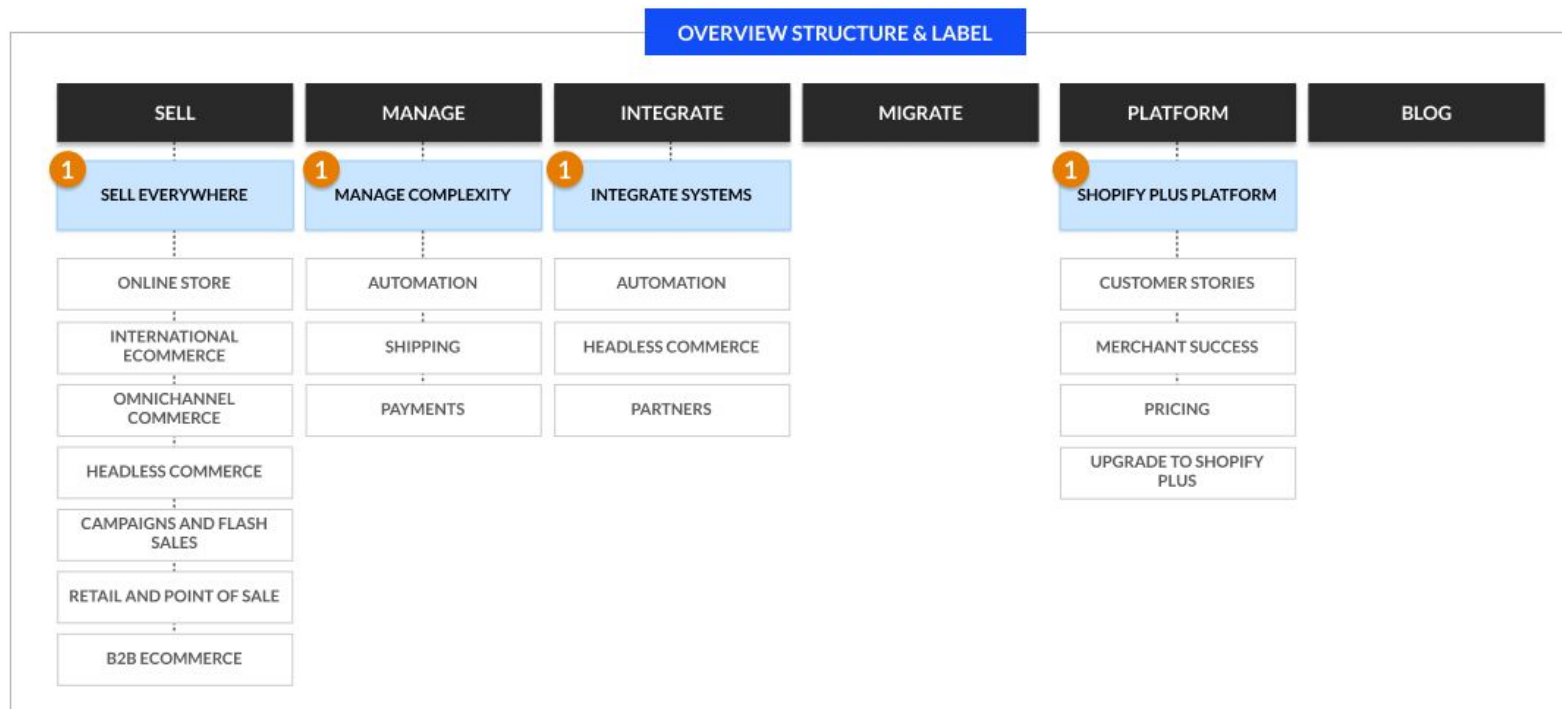 OVERVIEW STRUCTURE & LABEL
SELL
MANAGE
INTEGRATE
MIGRATE
PLATFORM
BLOG
1
SELL EVERYWHERE
1
MANAGE COMPLEXITY
1
INTEGRATE SYSTEMS
1
SHOPIFY PLUS PLATFORM
ONLINE STORE
INTERNATIONAL
ECOMMERCE
OMNICHANNEL
COMMERCE
HEADLESS COMMERCE
CAMPAIGNS AND FLASH
SALES
RETAIL AND POINT OF SALE
B2B ECOMMERCE
AUTOMATION
SHIPPING
PAYMENTS
AUTOMATION
HEADLESS COMMERCE
PARTNERS
CUSTOMER STORIES
MERCHANT SUCCESS
PRICING
UPGRADE TO SHOPIFY
PLUS